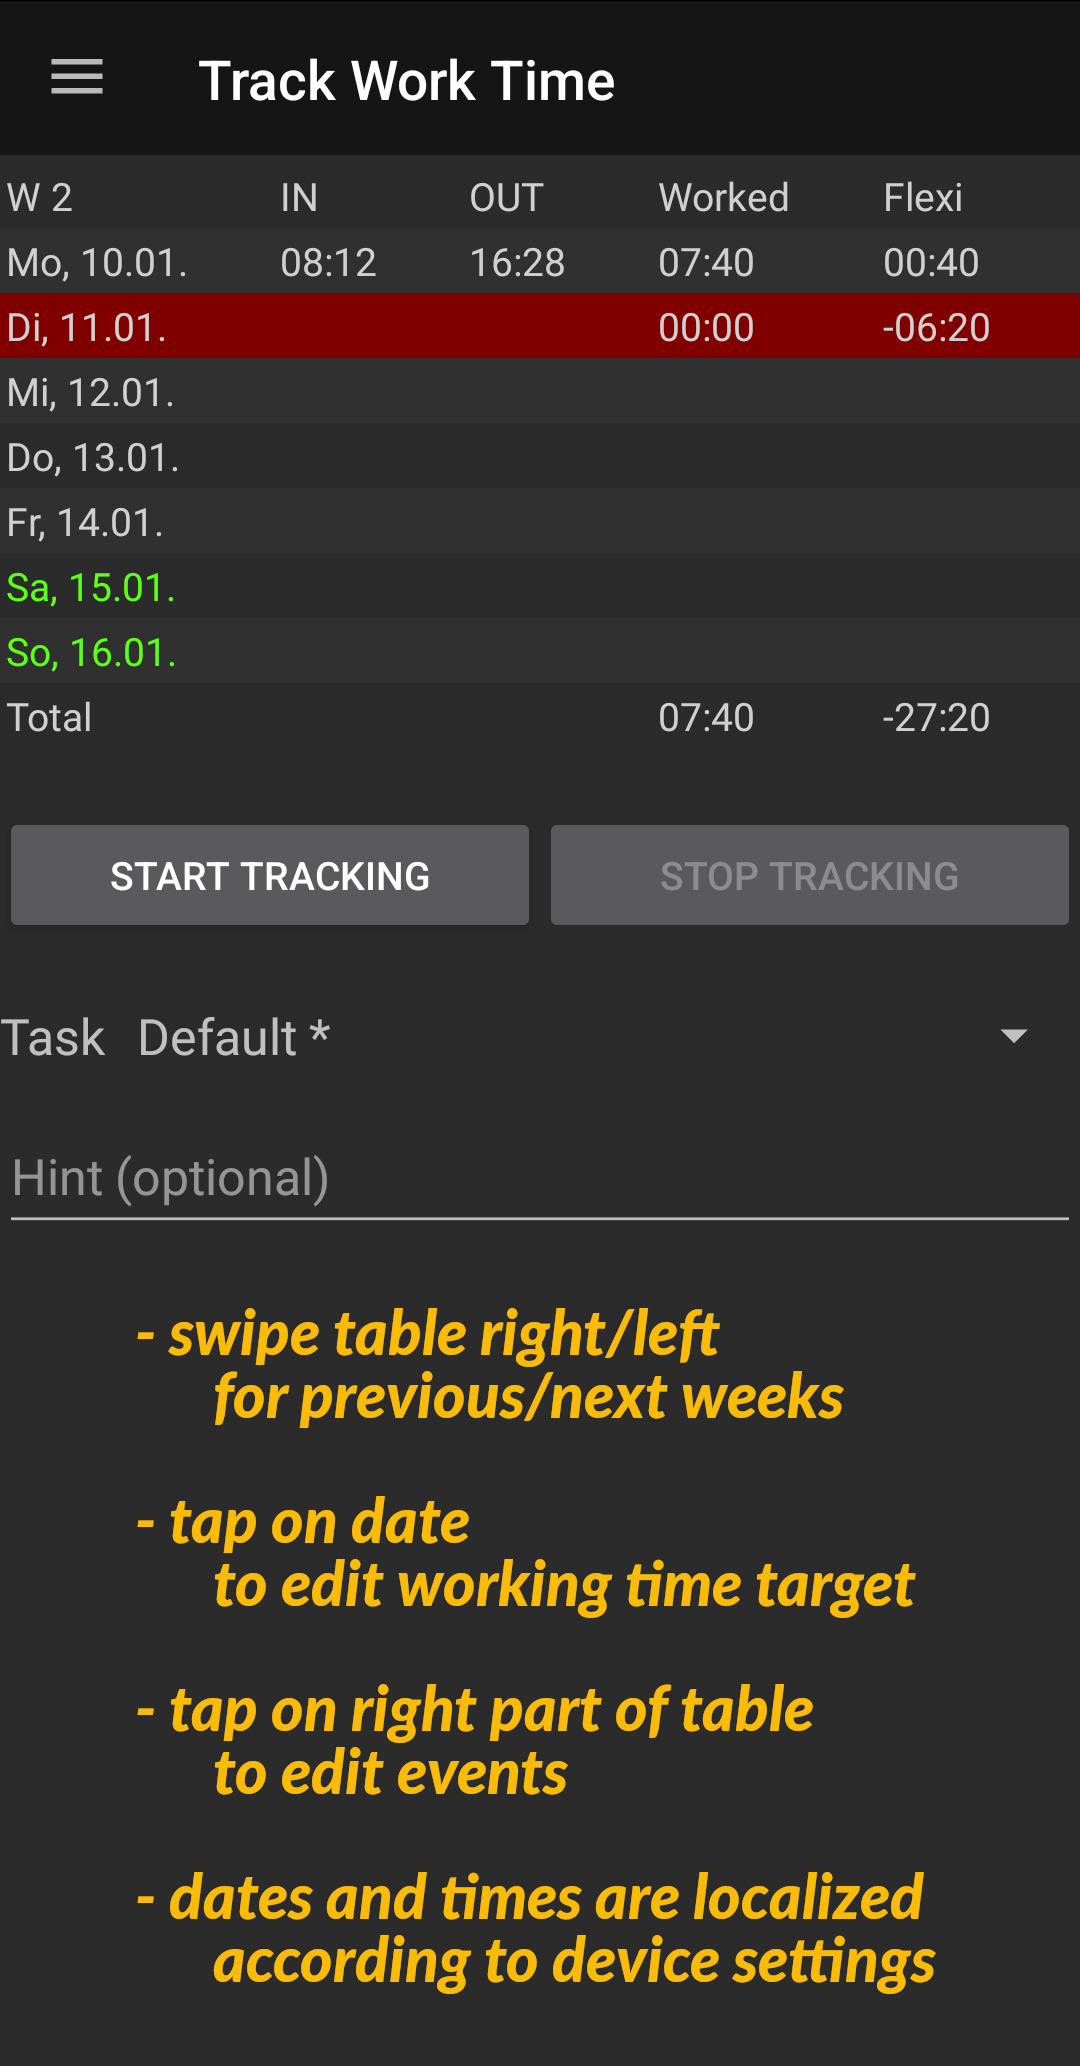 Track Work Time
W 2 IN OUT Worked Flexi
Mo, 10.01. 08:12 16:28 07:40 00:40
Di, 11.01. 00:00 -06:20
Mi, 12.01.
Do, 13.01.
Fr, 14.01.
Sa, 15.01.
So, 16.01.
Total 07:40 -27:20
START TRACKING STOP TRACKING
Task Default *
Hint (optional)
- swipe table right/left
for previous/next weeks
- tap on date
to edit working time target
- tap on right part of table
to edit events
- dates and times are localized
according to device settings